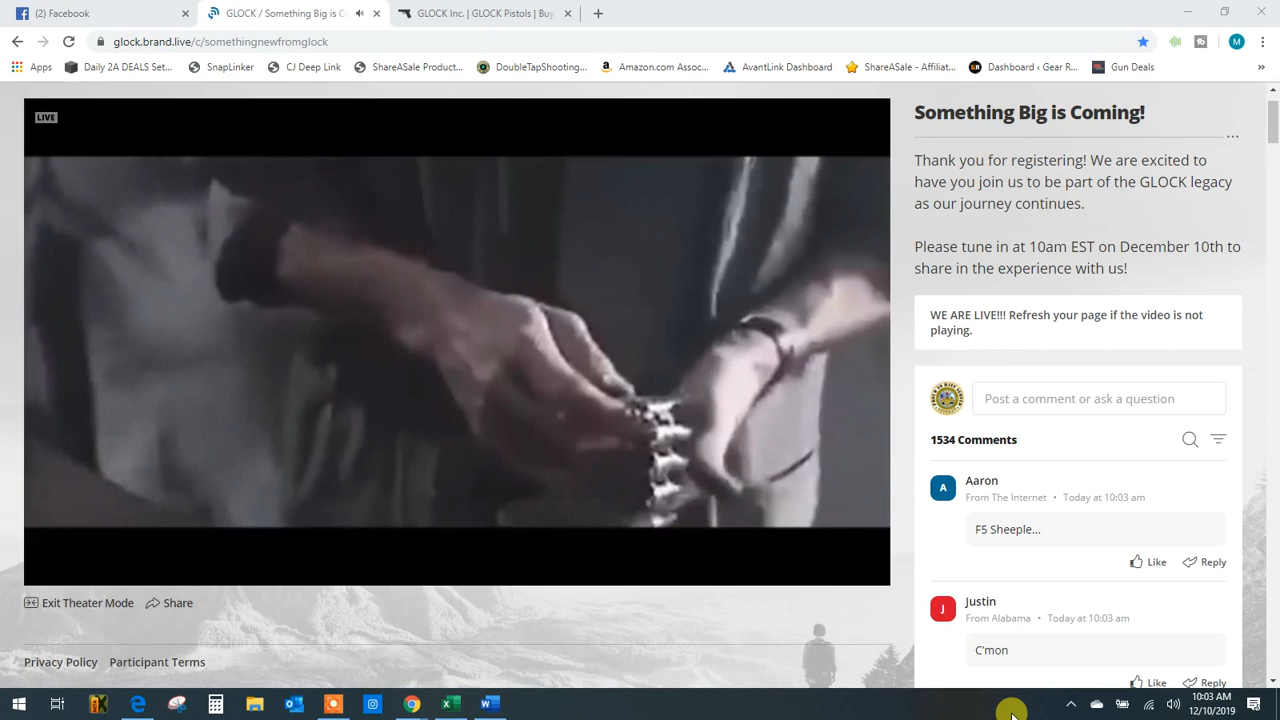 (2) Facebook
GLOCK / Something Big is C
GLOCK Inc. | GLOCK Pistols | Buy
glock.brand.live/c/somethingnewfromglock
M
Apps
Daily 2A DEALS Set...
SnapLinker
CJ Deep Link
ShareASale Product...
DoubleTapShooting...
Amazon.com Assoc...
AvantLink Dashboard
ShareASale - Affiliat...
Dashboard ‹ Gear R...
Gun Deals
»
LIVE
Something Big is Coming!
Thank you for registering! We are excited to
have you join us to be part of the GLOCK legacy
as our journey continues.
Please tune in at 10am EST on December 10th to
share in the experience with us!
WE ARE LIVE!!! Refresh your page if the video is not
playing.
Post a comment or ask a question
1534 Comments
A
Aaron
From The Internet • Today at 10:03 am
F5 Sheeple...
Like
Reply
J
Justin
From Alabama • Today at 10:03 am
C'mon
Like
Reply
Exit Theater Mode
Share
Privacy Policy
Participant Terms
10:03 AM
12/10/2019